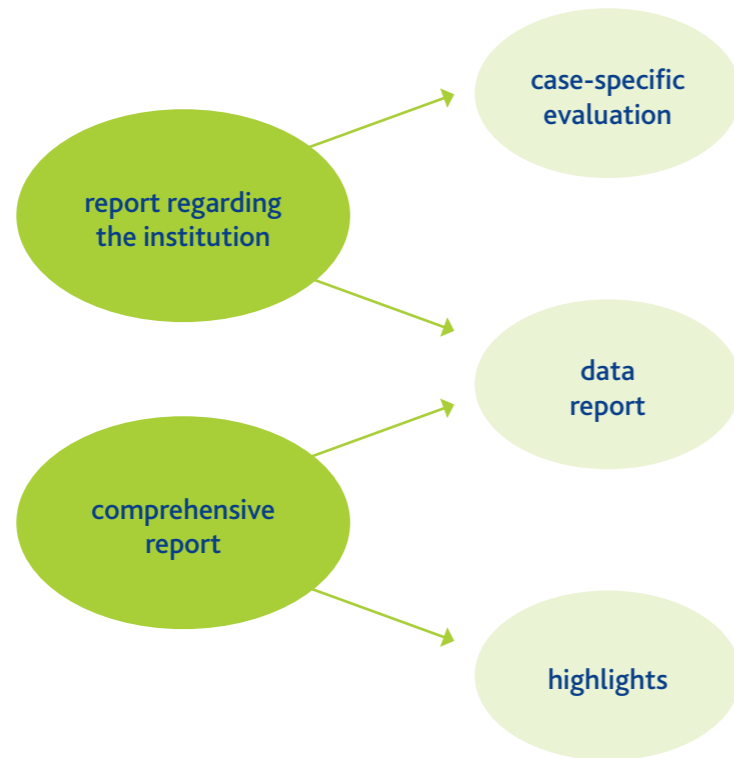 case-specific
evaluation
report regarding
the institution
data
report
comprehensive
report
highlights